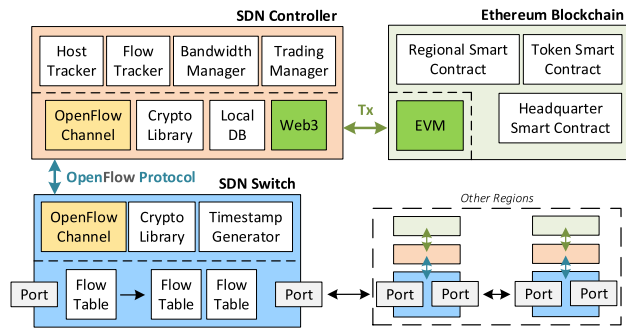 SDN Controller
Host
Tracker
Flow
Tracker
Bandwidth
Manager
Trading
Manager
OpenFlow
Channel
Crypto
Library
Local
DB
Web3
Tx
Ethereum Blockchain
Regional Smart
Contract
Token Smart
Contract
EVM
Headquarter
Smart Contract
OpenFlow Protocol
SDN Switch
OpenFlow
Channel
Crypto
Library
Timestamp
Generator
Port
Flow
Table
Flow
Table
Flow
Table
Port
Other Regions
Port
Port
Port
Port